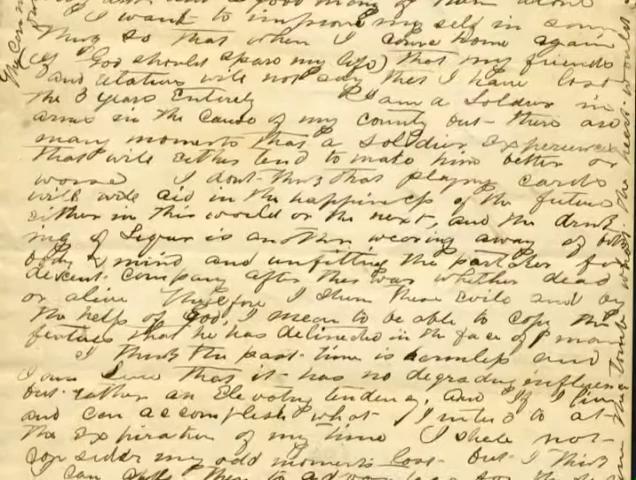 I want to improve my self in some
thing so that when I come home again
(if God should spare my life) that my friends
and relations will not say that I have lost
the 3 years Entirely I am a Soldier in
arms in the Cause of my country but there are
many moments that a Soldier Experiences
that will either tend to make him better or
worse I dont think that playing cards
will aid in the happiness of the future
either in this world or the next, and the drink
ing of Liquor is another wearing away of both
body & mind and unfitting the partaker for
decent company after this war whether dead
or alive Therefore I shun these evils and by
the help of God, I mean to be able to copy the
features that he has delineated in the face of man
I think the past-time is harmless and
I am Sure that it has no degrading influence
but rather an Elevating tendency. and If I live
and can accomplish what I intend to at
the Expiration of my time I shall not
consider my odd moments lost but I think
I can